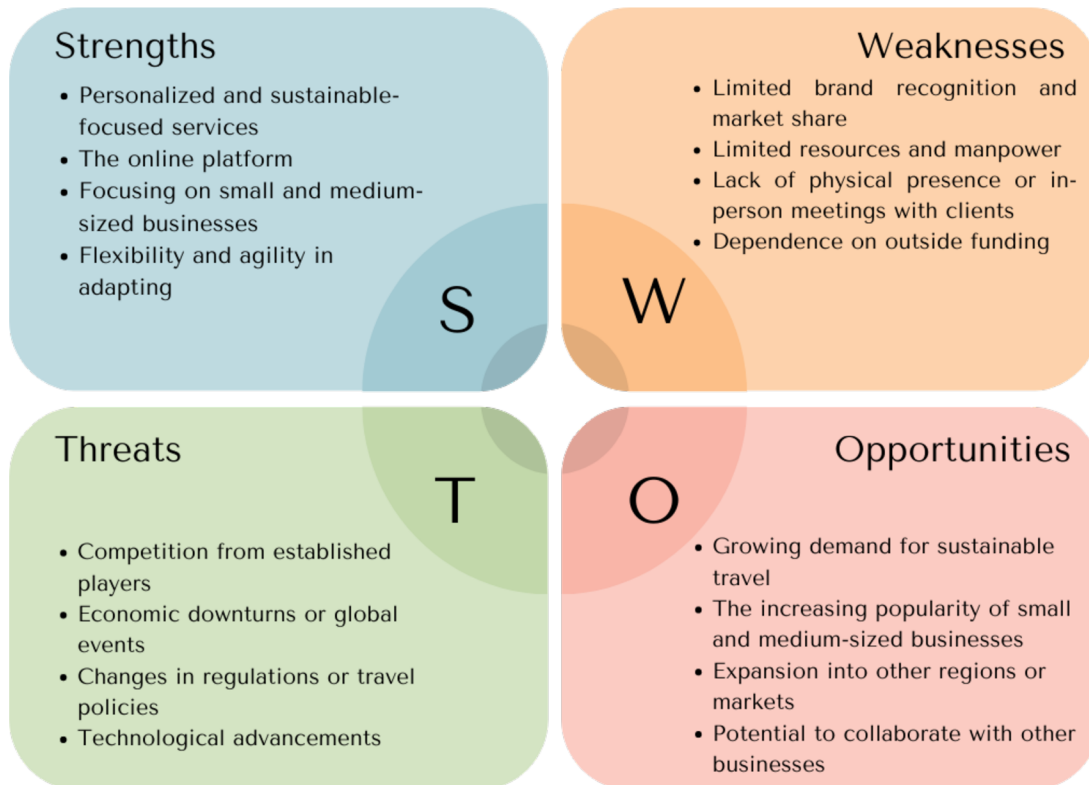 Strengths
• Personalized and sustainable-
focused services
• The online platform
• Focusing on small and medium-
sized businesses
• Flexibility and agility in
adapting
S
Weaknesses
• Limited brand recognition and
market share
• Limited resources and manpower
• Lack of physical presence or in-
person meetings with clients
• Dependence on outside funding
W
Threats
T
• Competition from established
players
• Economic downturns or global
events
• Changes in regulations or travel
policies
• Technological advancements
Opportunities
O
• Growing demand for sustainable
travel
• The increasing popularity of small
and medium-sized businesses
• Expansion into other regions or
markets
• Potential to collaborate with other
businesses